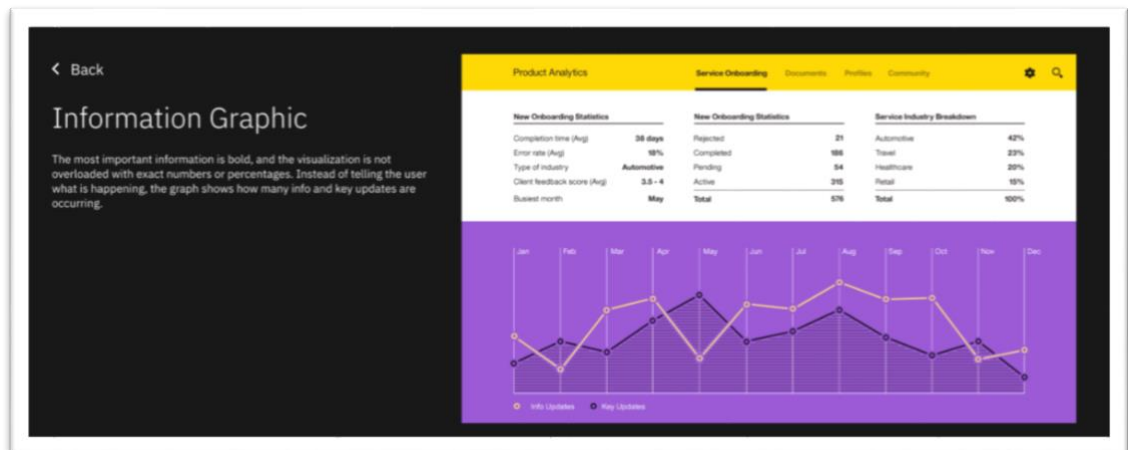 Back
Information Graphic
The most important information is bold, and the visualization is not
overloaded with exact numbers or percentages. Instead of telling the user
what is happening, the graph shows how many info and key updates are
occurring.
Product Analytics Service Onboarding Documents Profiles Community
New Onboarding Statistics
Completion time (Avg) 38 days
Error rate (Avg) 18%
Type of industry Automotive
Client feedback score (Avg) 3.5 - 4
Busiest month May
New Onboarding Statistics
Rejected 21
Completed 186
Pending 54
Active 315
Total 576
Service Industry Breakdown
Automotive 42%
Travel 23%
Healthcare 20%
Retail 15%
Total 100%
Jan Feb Mar Apr May Jun Jul Aug Sep Oct Nov Dec
Info Updates Key Updates